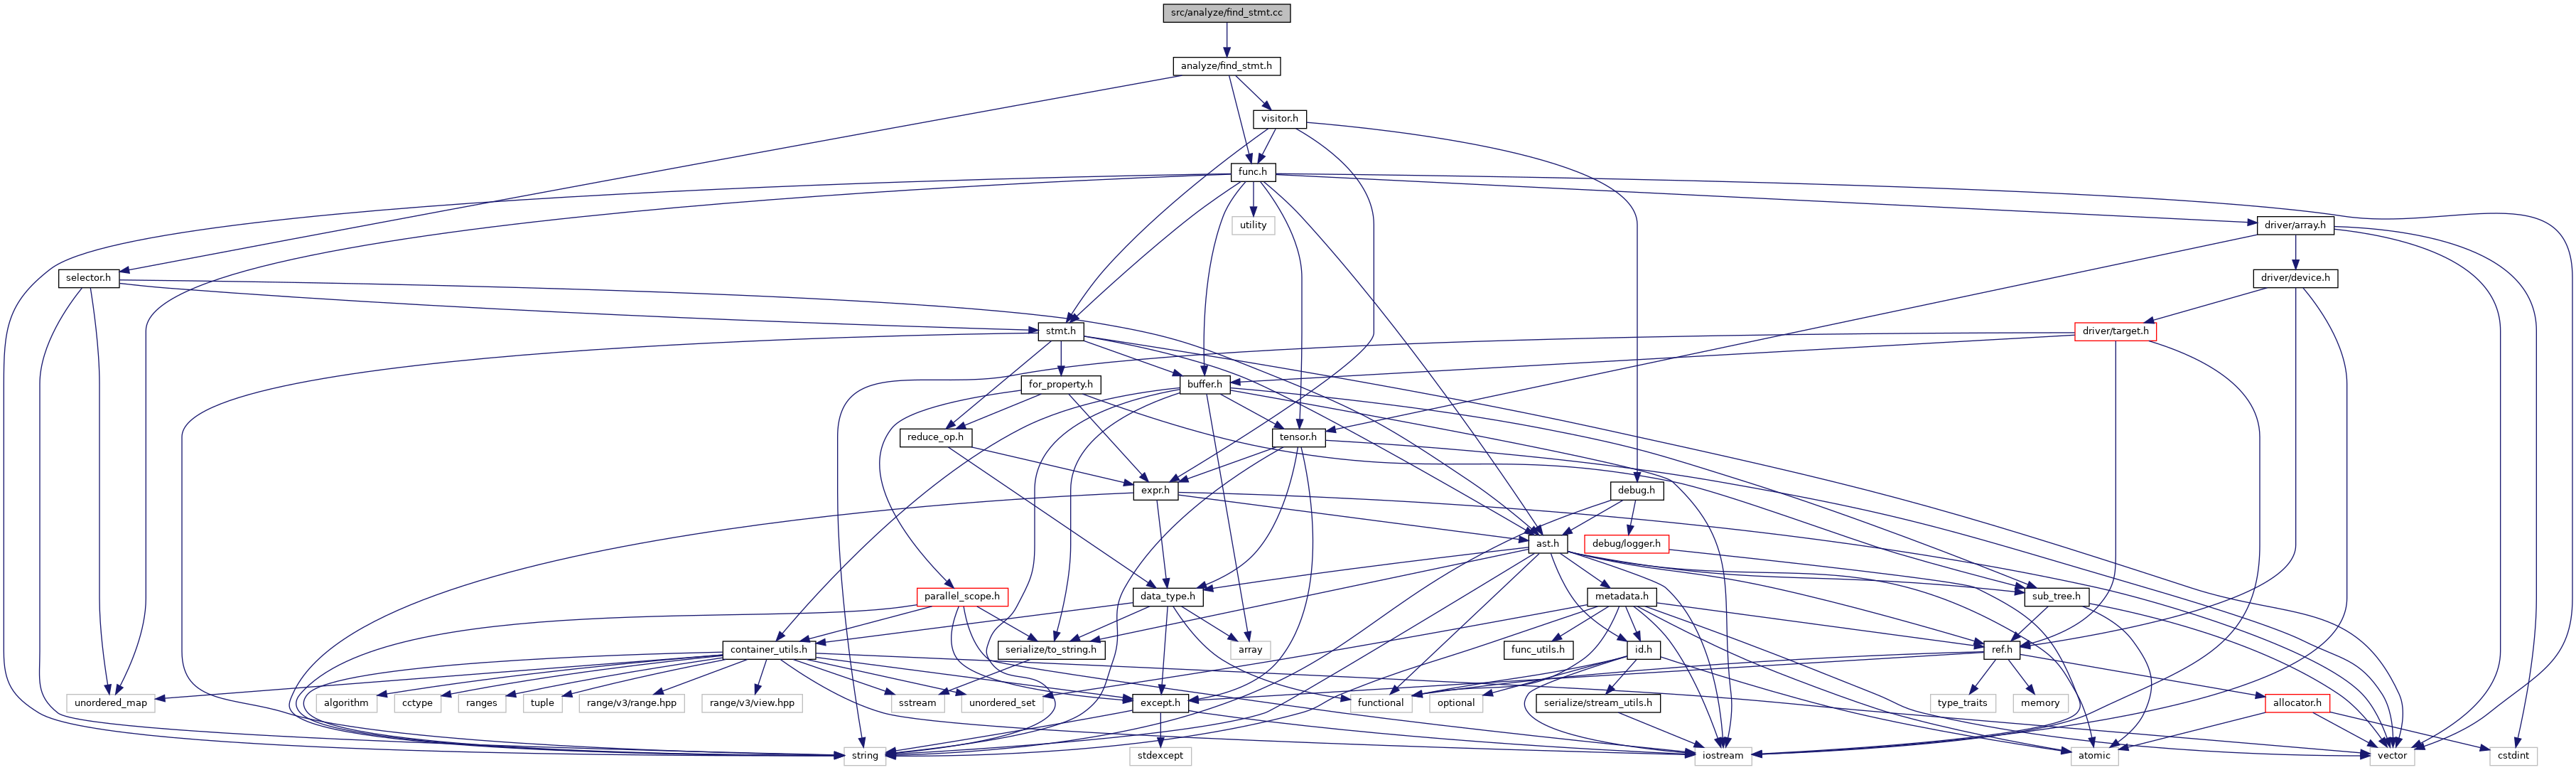 src/analyze/find_stmt.cc
analyze/find_stmt.h
visitor.h
func.h
utility
driver/array.h
selector.h
driver/device.h
stmt.h
driver/target.h
for_property.h
buffer.h
reduce_op.h
tensor.h
expr.h
debug.h
ast.h
debug/logger.h
parallel_scope.h
data_type.h
metadata.h
sub_tree.h
container_utils.h
serialize/to_string.h
array
func_utils.h
id.h
ref.h
unordered_map
algorithm
cctype
ranges
tuple
range/v3/range.hpp
range/v3/view.hpp
sstream
unordered_set
except.h
functional
optional
serialize/stream_utils.h
type_traits
memory
allocator.h
string
stdexcept
iostream
atomic
vector
cstdint